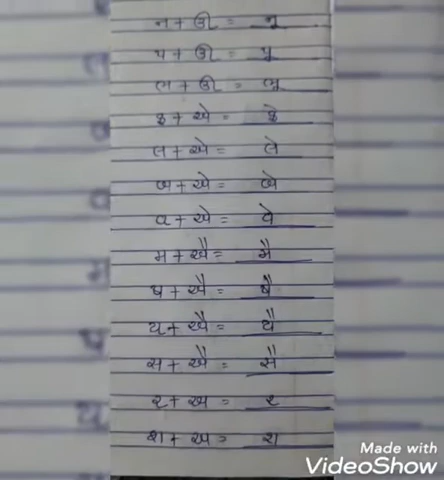 ન + ઊ = નૂ
પ + ઊ = પૂ
ભ + ઊ = ભૂ
ક + એ = કે
લ + એ = લે
બ + એ = બે
વ + એ = વે
મ + ઐ = મૈ
ષ + ઐ = ષૈ
ય + ઐ = યૈ
સ + ઐ = સૈ
ર + અ = ર
શ + અ = શ
Made with
VideoShow